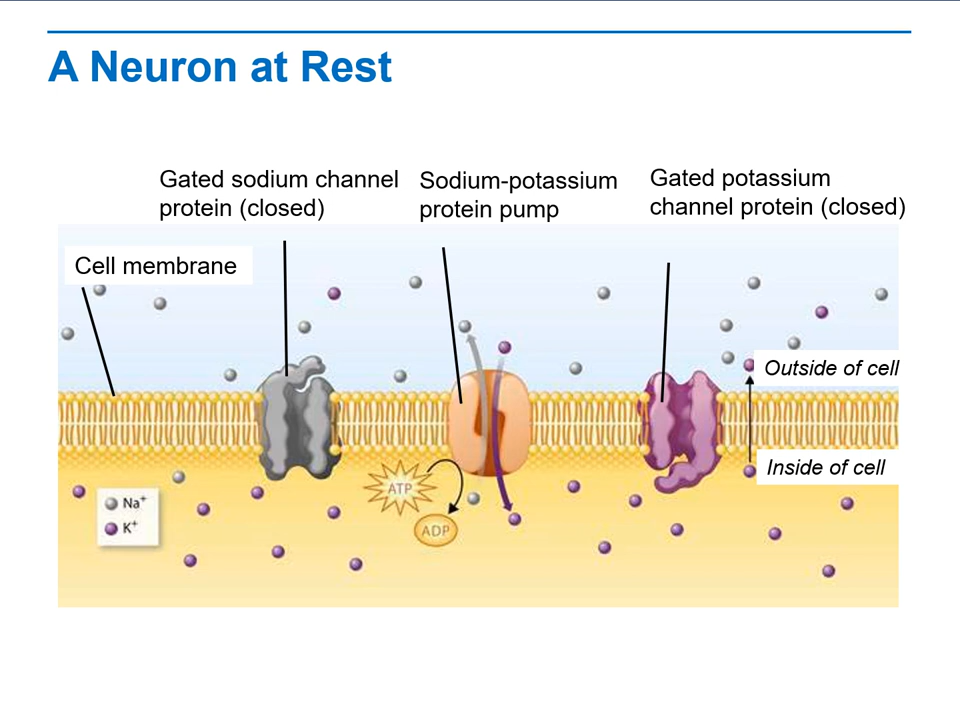 A Neuron at Rest
Gated sodium channel
protein (closed)
Sodium-potassium
protein pump
Gated potassium
channel protein (closed)
Cell membrane
Outside of cell
Inside of cell
ATP
ADP
Na⁺
K⁺